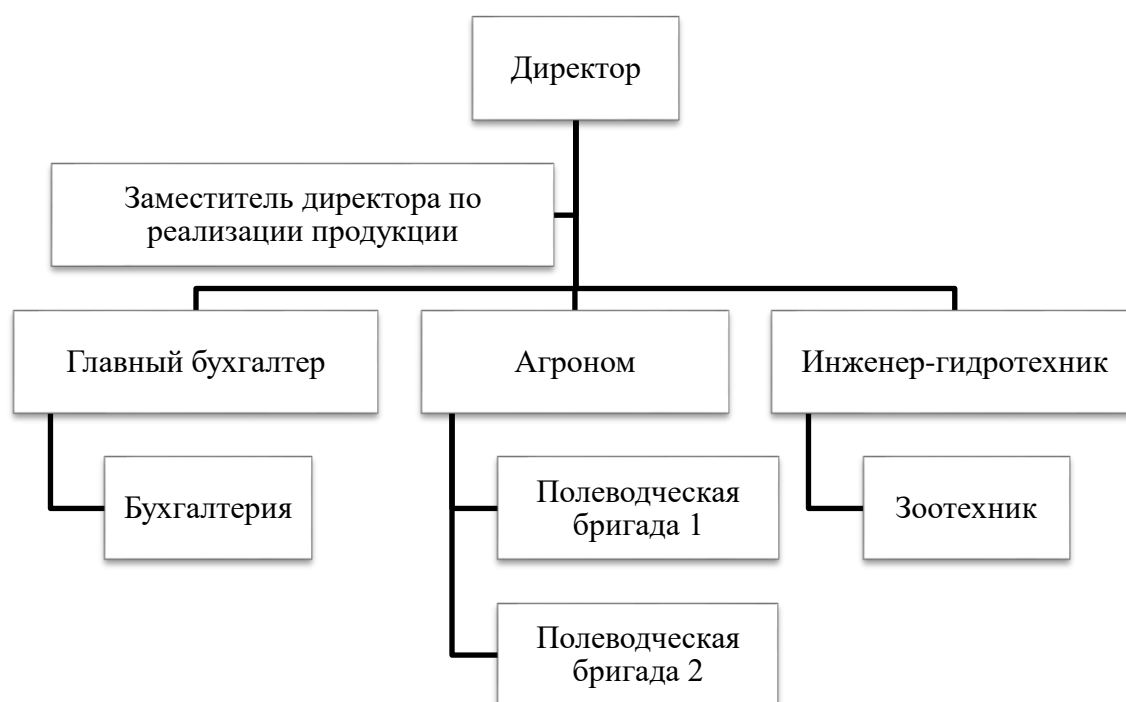 Директор
Заместитель директора по
реализации продукции
Главный бухгалтер
Агроном
Инженер-гидротехник
Бухгалтерия
Полеводческая
бригада 1
Зоотехник
Полеводческая
бригада 2